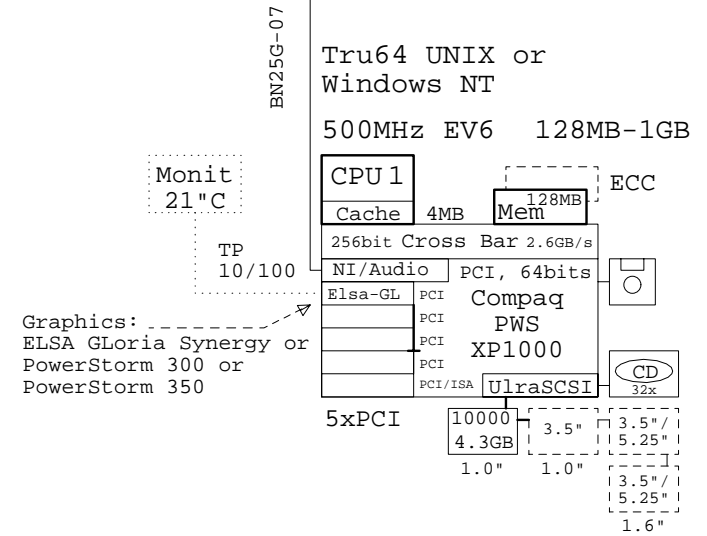 BN25G-07
Tru64 UNIX or
Windows NT
500MHz EV6 128MB-1GB
Monit
21"C
CPU 1
Cache 4MB
128MB
Mem
ECC
256bit Cross Bar 2.6GB/s
TP
10/100
NI/Audio PCI, 64bits
Elsa-GL PCI
Compaq
PWS
XP1000
PCI
PCI
PCI
PCI/ISA UlraSCSI
Graphics:
ELSA GLoria Synergy or
PowerStorm 300 or
PowerStorm 350
CD
32x
5xPCI
10000
4.3GB
1.0"
3.5"
1.0"
3.5"/
5.25"
3.5"/
5.25"
1.6"